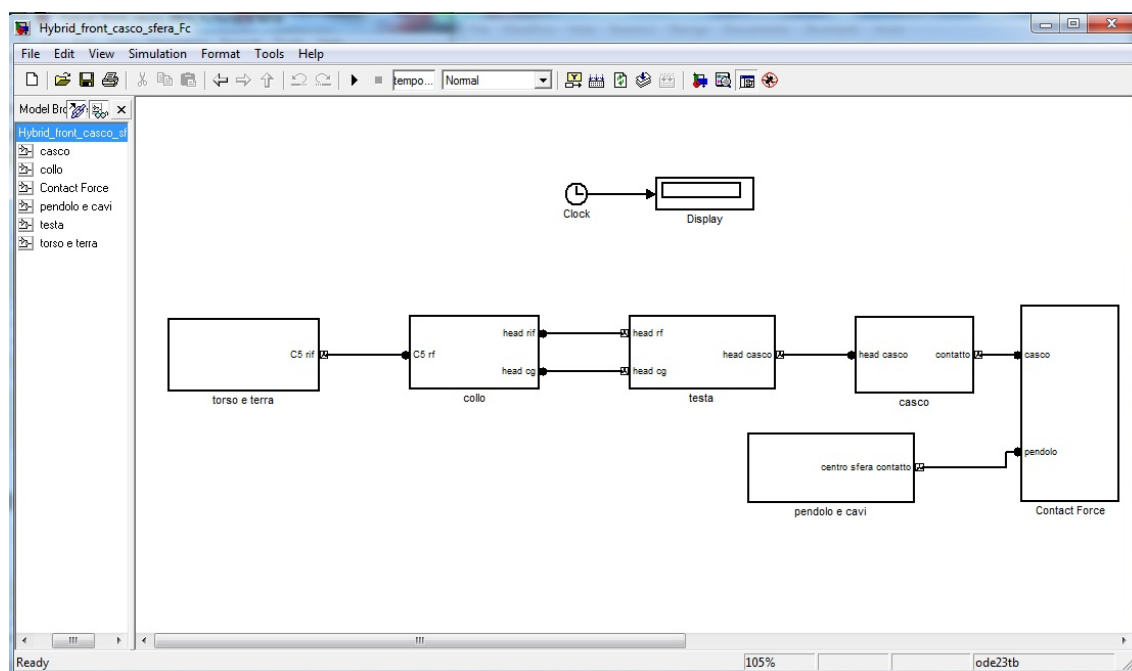 Hybrid_front_casco_sfera_Fc
File Edit View Simulation Format Tools Help
tempo... Normal
Model Bro
Hybrid_front_casco_sf
casco
collo
Contact Force
pendolo e cavi
testa
torso e terra
Clock
Display
C5 rif
torso e terra
C5 rf
head rif
head cg
collo
head rf
head cg
head casco
testa
head casco
contatto
casco
centro sfera contatto
pendolo e cavi
casco
pendolo
Contact Force
Ready 105% ode23tb